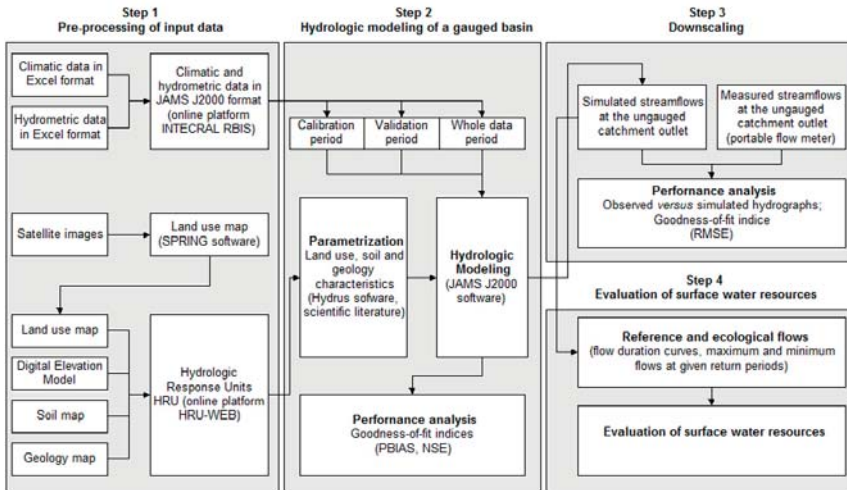 Step 1
Pre-processing of input data
Climatic data in
Excel format
Hydrometric data
in Excel format
Climatic and
hydrometric data in
JAMS J2000 format
(online platform
INTECRAL RBIS)
Satellite images
Land use map
(SPRING software)
Land use map
Digital Elevation
Model
Soil map
Geology map
Hydrologic
Response Units
HRU (online platform
HRU-WEB)
Step 2
Hydrologic modeling of a gauged basin
Calibration
period
Validation
period
Whole data
period
Parametrization
Land use, soil and
geology
characteristics
(Hydrus sofware,
scientific literature)
Hydrologic
Modeling
(JAMS J2000
software)
Perfornance analysis
Goodness-of-fit indices
(PBIAS, NSE)
Step 3
Downscaling
Simulated streamflows
at the ungauged
catchment outlet
Measured streamflows
at the ungauged
catchment outlet
(portable flow meter)
Perfornance analysis
Observed versus simulated hydrographs;
Goodness-of-fit indice
(RMSE)
Step 4
Evaluation of surface water resources
Reference and ecological flows
(flow duration curves, maximum and minimum
flows at given return periods)
Evaluation of surface water resources